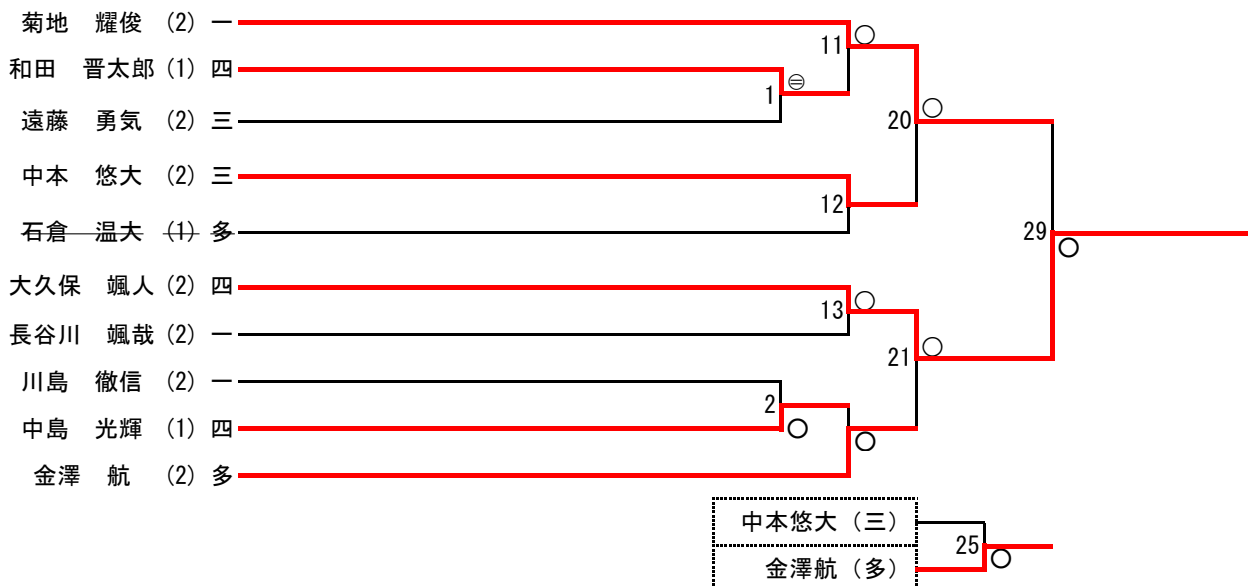 菊地　耀俊 (2) 一
11 ○
和田　晋太郎 (1) 四
1 ㊁
遠藤　勇気 (2) 三
20 ○
中本　悠大 (2) 三
12
石倉　温大 (1) 多
29 ○
大久保　颯人 (2) 四
13 ○
長谷川　颯哉 (2) 一
21 ○
川島　徹信 (2) 一
2 ○
中島　光輝 (1) 四
○
金澤　航 (2) 多
中本悠大（三）
25 ○
金澤航（多）